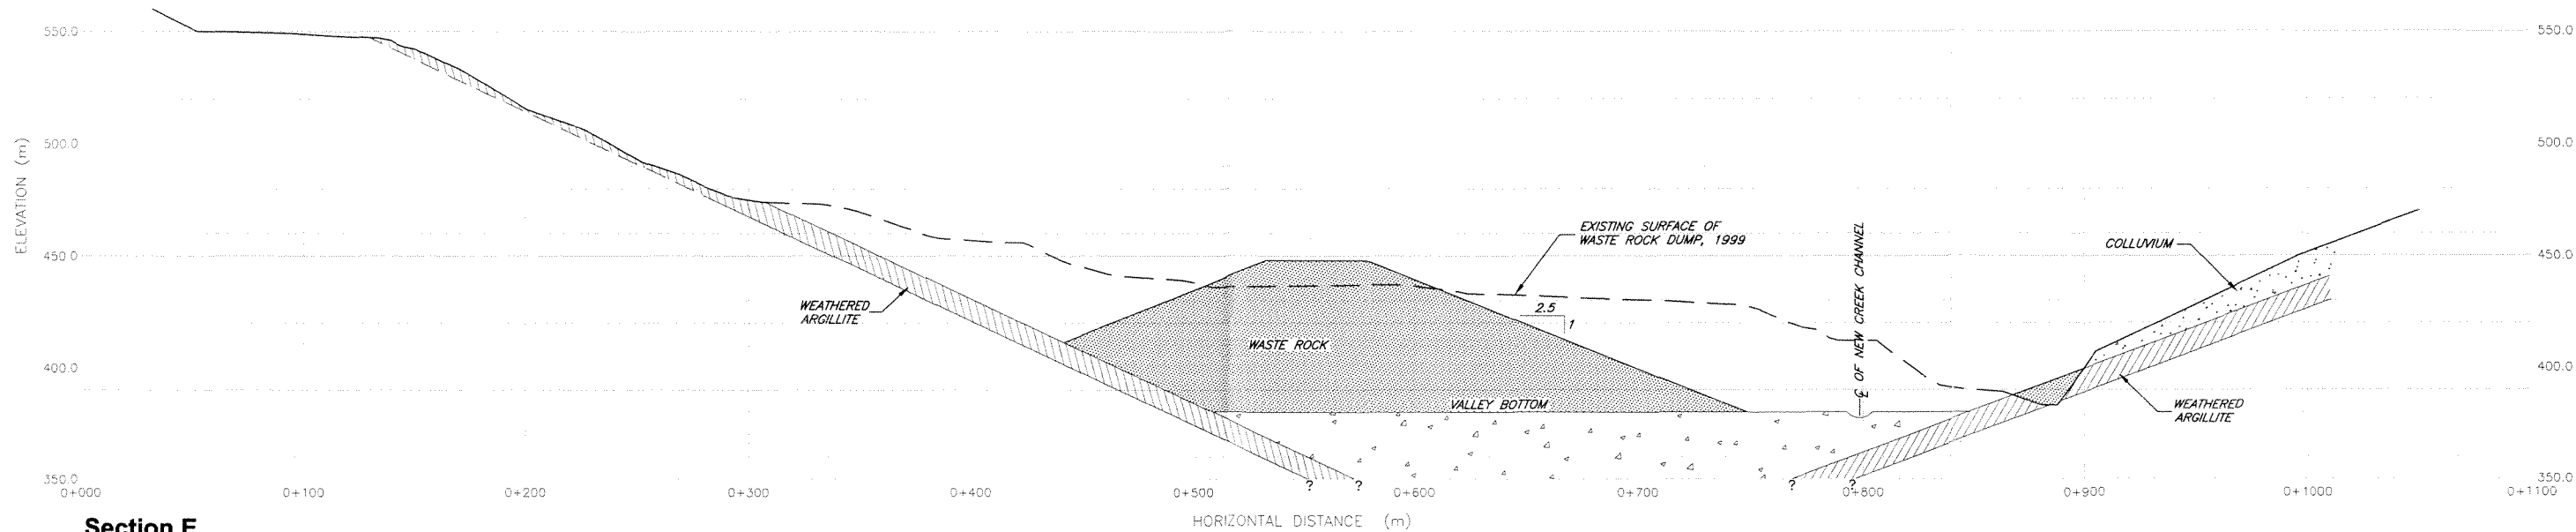 550.0
550.0
500.0
500.0
ELEVATION (m)
EXISTING SURFACE OF
WASTE ROCK DUMP, 1999
℄ OF NEW CREEK CHANNEL
COLLUVIUM
450.0
450.0
WEATHERED
ARGILLITE
2.5
1
WASTE ROCK
400.0
400.0
VALLEY BOTTOM
WEATHERED
ARGILLITE
350.0
350.0
? ? ? ?
0+000 0+100 0+200 0+300 0+400 0+500 0+600 0+700 0+800 0+900 0+1000 0+1100
HORIZONTAL DISTANCE (m)
Section E